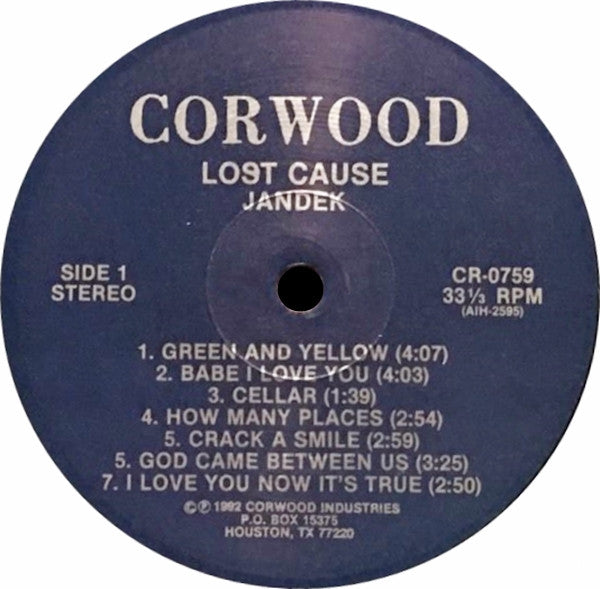 CORWOOD
LOST CAUSE
JANDEK
SIDE 1
STEREO
CR-0759
33 ⅓ RPM
(AIH-2595)
1. GREEN AND YELLOW (4:07)
2. BABE I LOVE YOU (4:03)
3. CELLAR (1:39)
4. HOW MANY PLACES (2:54)
5. CRACK A SMILE (2:59)
5. GOD CAME BETWEEN US (3:25)
7. I LOVE YOU NOW IT'S TRUE (2:50)
©℗ 1992 CORWOOD INDUSTRIES
P.O. BOX 15375
HOUSTON, TX 77220